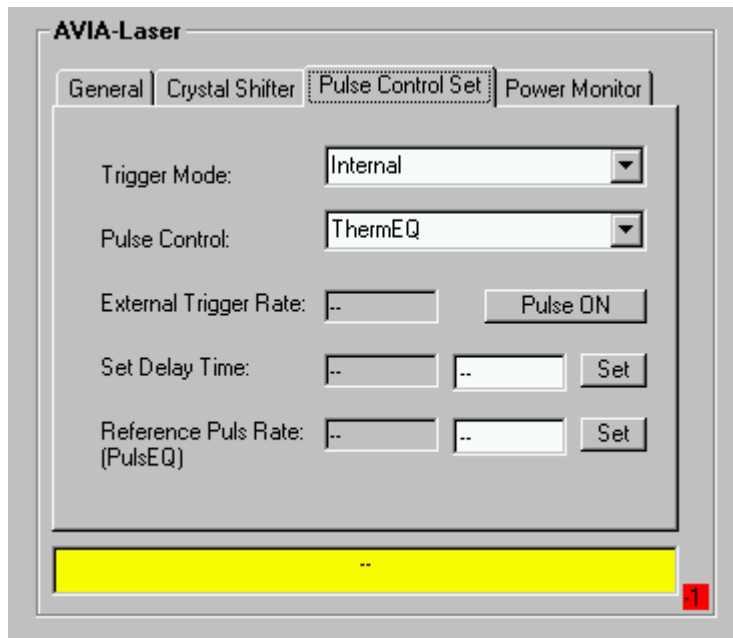 AVIA-Laser
General Crystal Shifter Pulse Control Set Power Monitor
Trigger Mode: Internal
Pulse Control: ThermEQ
External Trigger Rate: -- Pulse ON
Set Delay Time: -- -- Set
Reference Puls Rate: -- -- Set
(PulsEQ)
--
-1